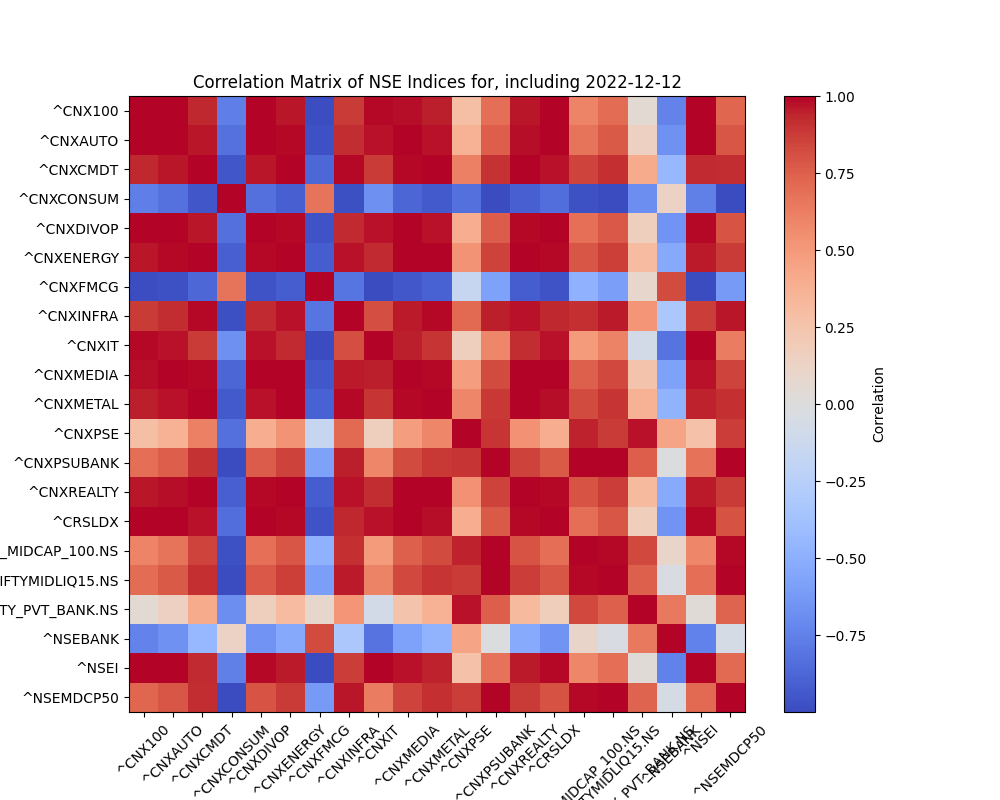 Correlation Matrix of NSE Indices for, including 2022-12-12
^CNX100
^CNXAUTO
^CNXCMDT
^CNXCONSUM
^CNXDIVOP
^CNXENERGY
^CNXFMCG
^CNXINFRA
^CNXIT
^CNXMEDIA
^CNXMETAL
^CNXPSE
^CNXPSUBANK
^CNXREALTY
^CRSLDX
_MIDCAP_100.NS
IFTYMIDLIQ15.NS
TY_PVT_BANK.NS
^NSEBANK
^NSEI
^NSEMDCP50
^CNX100
^CNXAUTO
^CNXCMDT
^CNXCONSUM
^CNXDIVOP
^CNXENERGY
^CNXFMCG
^CNXINFRA
^CNXIT
^CNXMEDIA
^CNXMETAL
^CNXPSE
^CNXPSUBANK
^CNXREALTY
^CRSLDX
MIDCAP_100.NS
TYMIDLIQ15.NS
_PVT_BANK.NS
^NSEBANK
^NSEI
^NSEMDCP50
1.00
0.75
0.50
0.25
0.00
−0.25
−0.50
−0.75
Correlation